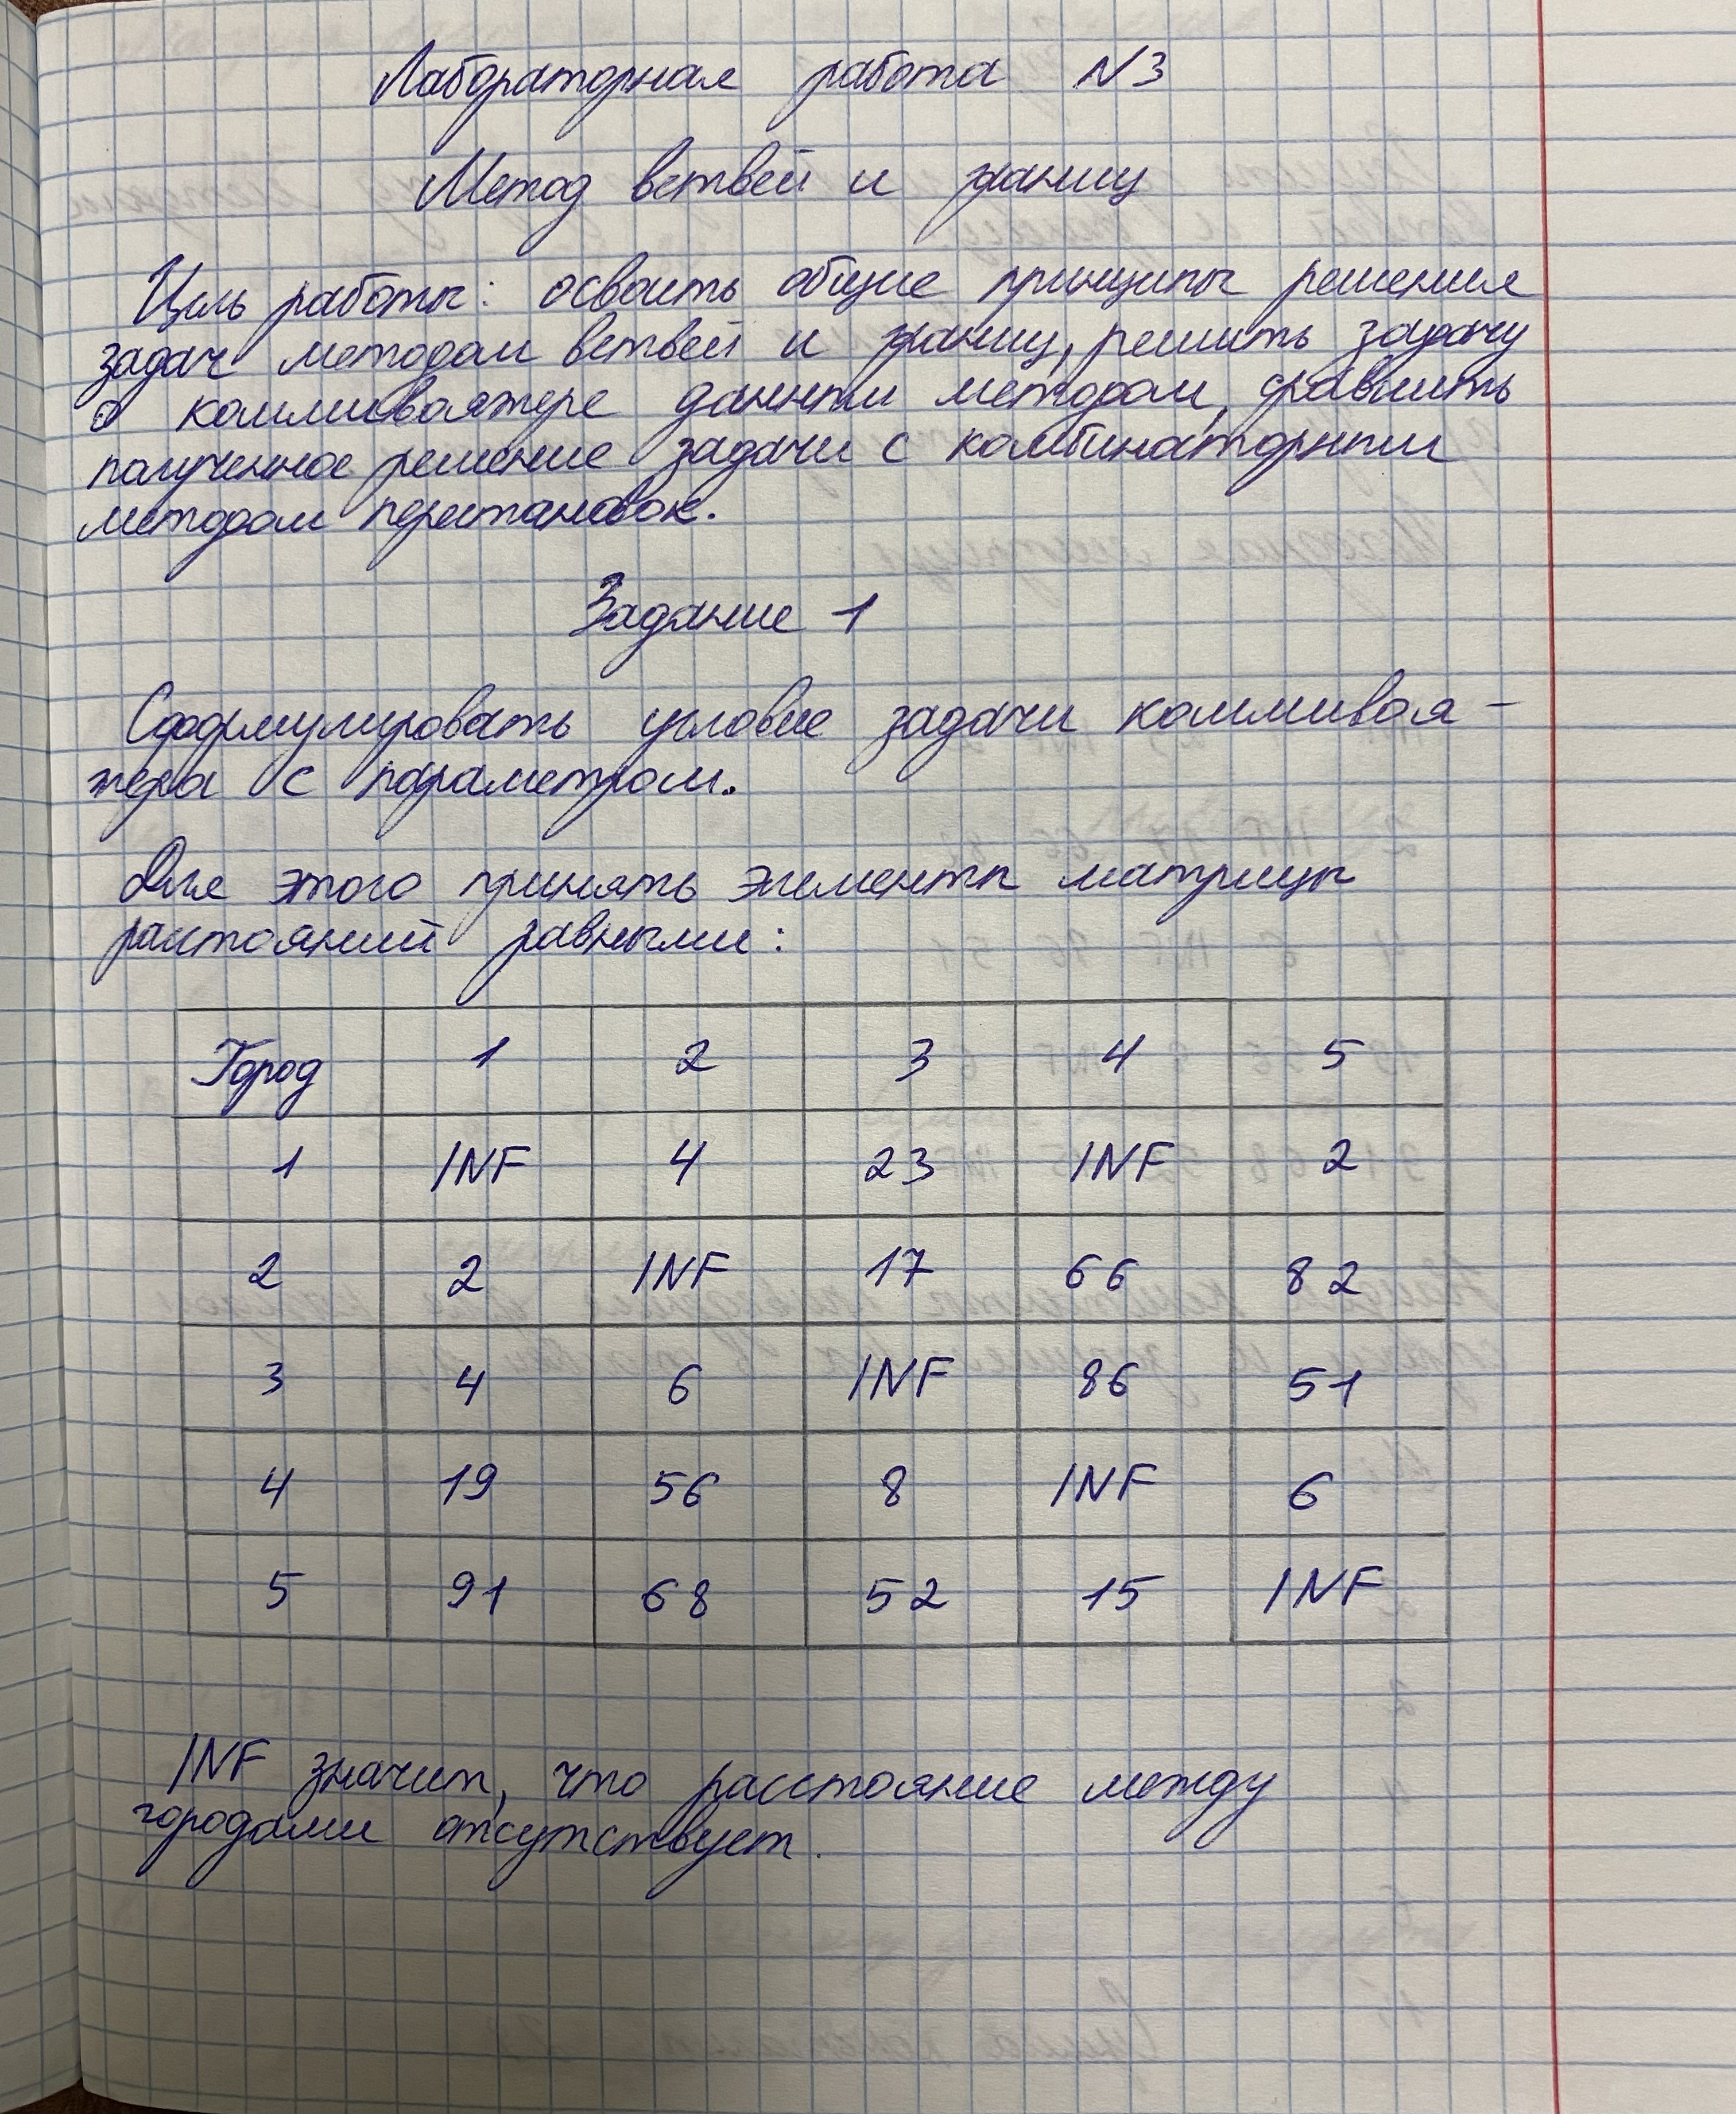 Лабораторная работа N3
Метод ветвей и границ
Цель работы: освоить общие принципы решения
задач методом ветвей и границ, решить задачу
о коммивояжере данным методом, сравнить
полученное решение задачи с комбинаторным
методом перестановок.
Задание 1
Сформулировать условие задачи коммивоя-
жера с параметром.
Для этого принять элементы матрицы
расстояний равными:
Город 1 2 3 4 5
1 INF 4 23 INF 2
2 2 INF 17 66 82
3 4 6 INF 86 51
4 19 56 8 INF 6
5 91 68 52 15 INF
INF значит, что расстояние между
городами отсутствует.